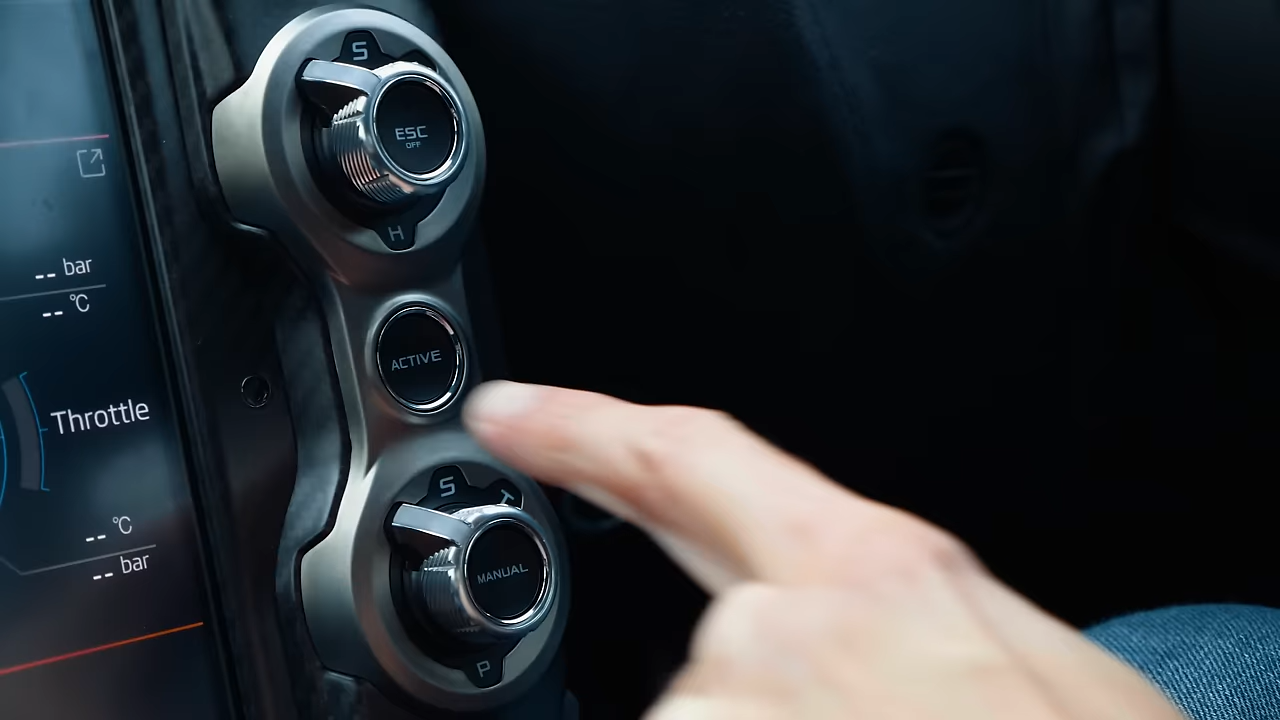 S
ESC
OFF
H
-- bar
-- °C
ACTIVE
Throttle
S
T
MANUAL
-- °C
-- bar
P